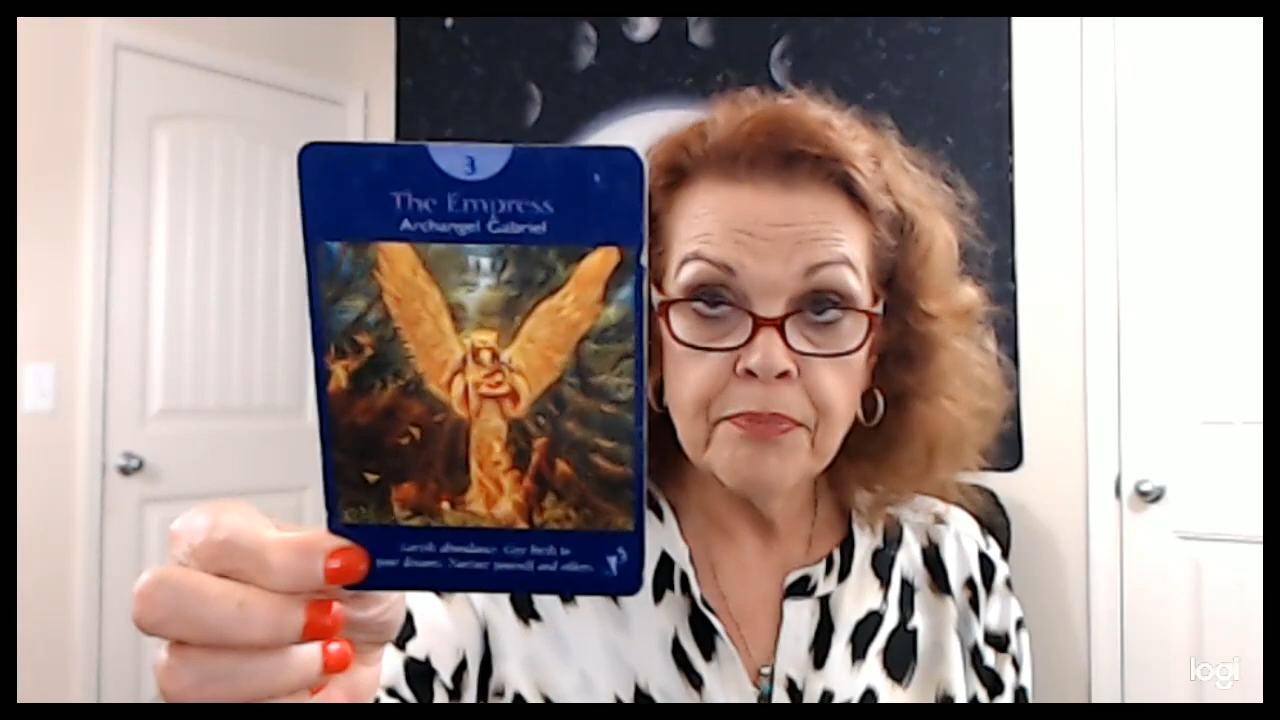 3
The Empress
Archangel Gabriel
Lavish abundance. Give birth to
your dreams. Nurture yourself and others.
logi